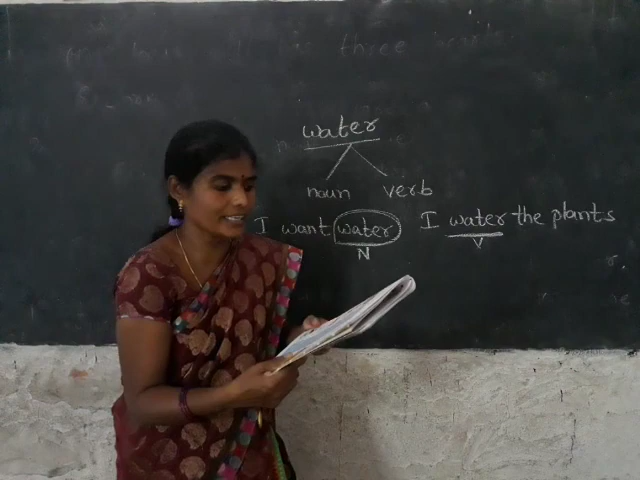 three
water
noun verb
I want water I water the plants
N V